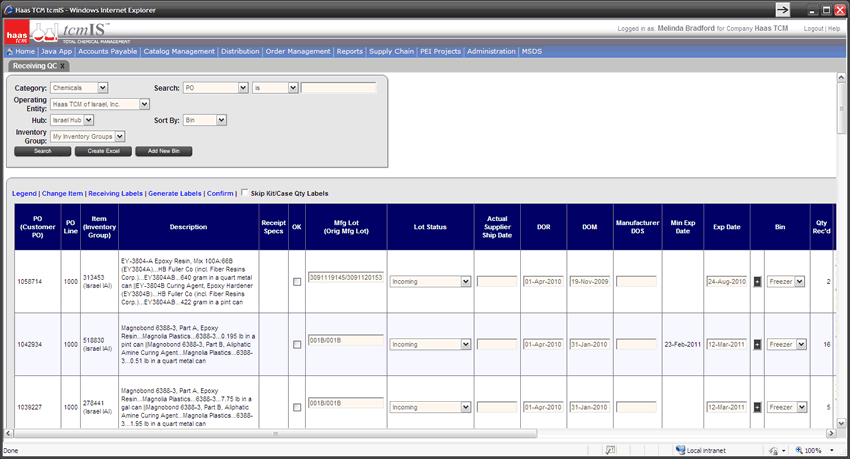 Haas TCM tcmIS - Windows Internet Explorer
haas tcm tcmIS™
TOTAL CHEMICAL MANAGEMENT
Logged in as: Melinda Bradford for Company Haas TCM Logout | Help
Home Java App Accounts Payable Catalog Management Distribution Order Management Reports Supply Chain PEI Projects Administration MSDS
Receiving QC X
Category: Chemicals Search: PO is
Operating Entity: Haas TCM of Israel, Inc.
Hub: Israel Hub Sort By: Bin
Inventory Group: My Inventory Groups
Search Create Excel Add New Bin
Legend | Change Item | Receiving Labels | Generate Labels | Confirm | Skip Kit/Case Qty Labels
PO (Customer PO) PO Line Item (Inventory Group) Description Receipt Specs OK Mfg Lot (Orig Mfg Lot) Lot Status Actual Supplier Ship Date DOR DOM Manufacturer DOS Min Exp Date Exp Date Bin Qty Rec'd
EY-3804-A Epoxy Resin, Mix 100A:66B
(EY-3804A)...HB Fuller Co (incl. Fiber Resins
Corp.)...EY3804AB...640 gram in a quart metal
can |EY-3804B Curing Agent, Epoxy Hardener
(EY3804B)...HB Fuller Co (incl. Fiber Resins
Corp.)...EY3804AB...422 gram in a pint can
1058714 1000 313453 (Israel IAI) 3091119145/3091120153 Incoming 01-Apr-2010 19-Nov-2009 24-Aug-2010 + Freezer 2
Magnobond 6388-3, Part A, Epoxy
Resin...Magnolia Plastics...6388-3...0.195 lb in a
pint can |Magnobond 6388-3, Part B, Aliphatic
Amine Curing Agent...Magnolia Plastics...6388-
3...0.51 lb in a quart metal can
1042934 1000 518830 (Israel IAI) 001B/001B Incoming 01-Apr-2010 31-Jan-2010 23-Feb-2011 12-Mar-2011 + Freezer 16
Magnobond 6388-3, Part A, Epoxy
Resin...Magnolia Plastics...6388-3...7.75 lb in a
gal can |Magnobond 6388-3, Part B, Aliphatic
Amine Curing Agent...Magnolia Plastics...6388-
3...1.95 lb in a quart metal can
1039227 1000 278441 (Israel IAI) 001B/001B Incoming 01-Apr-2010 31-Jan-2010 12-Mar-2011 + Freezer 5
Done Local intranet 100%